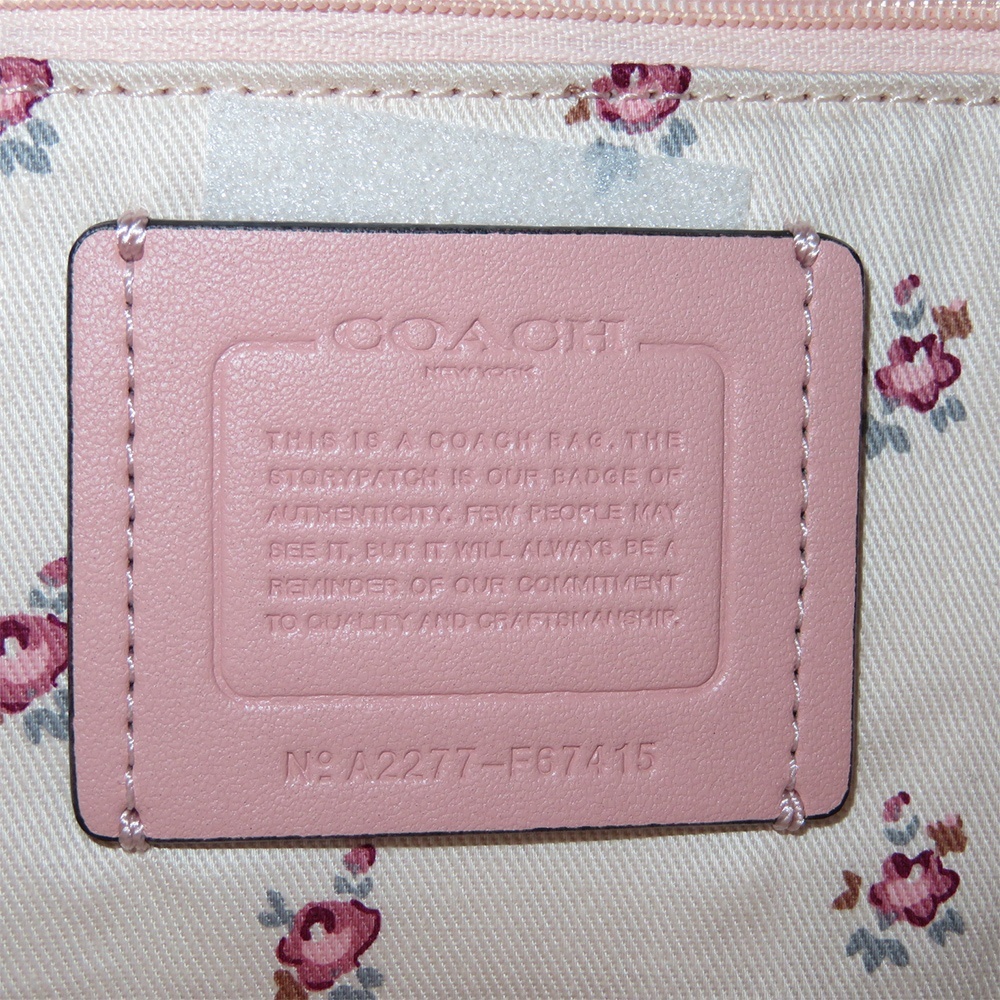 COACH
NEW YORK
THIS IS A COACH BAG. THE
STORYPATCH IS OUR BADGE OF
AUTHENTICITY. FEW PEOPLE MAY
SEE IT, BUT IT WILL ALWAYS BE A
REMINDER OF OUR COMMITMENT
TO QUALITY AND CRAFTSMANSHIP.
Nº A2277-F67415